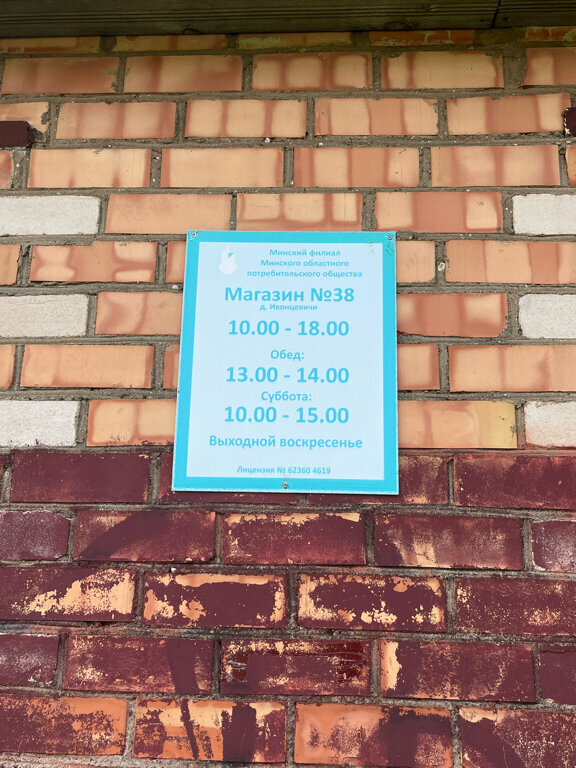 Минский филиал
Минского областного
потребительского общества
Магазин №38
д. Ивонцевичи
10.00 - 18.00
Обед:
13.00 - 14.00
Суббота:
10.00 - 15.00
Выходной воскресенье
Лицензия № 62360 4619